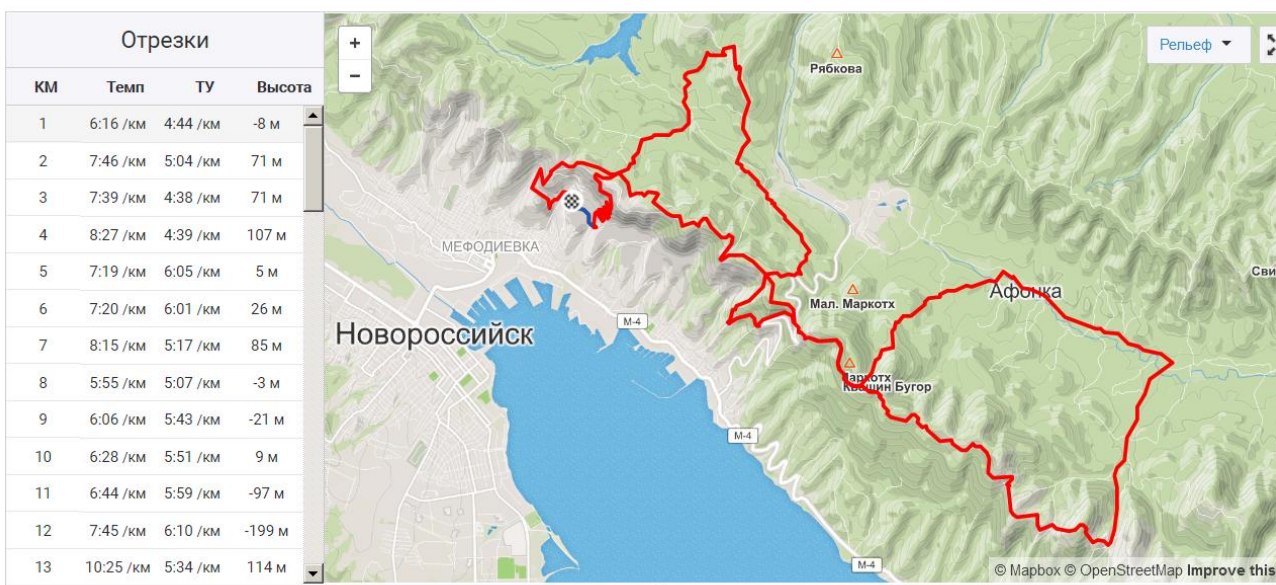 Отрезки
КМ Темп ТУ Высота
1 6:16 /км 4:44 /км -8 м
2 7:46 /км 5:04 /км 71 м
3 7:39 /км 4:38 /км 71 м
4 8:27 /км 4:39 /км 107 м
5 7:19 /км 6:05 /км 5 м
6 7:20 /км 6:01 /км 26 м
7 8:15 /км 5:17 /км 85 м
8 5:55 /км 5:07 /км -3 м
9 6:06 /км 5:43 /км -21 м
10 6:28 /км 5:51 /км 9 м
11 6:44 /км 5:59 /км -97 м
12 7:45 /км 6:10 /км -199 м
13 10:25 /км 5:34 /км 114 м
+
-
Рельеф
Рябкова
МЕФОДИЕВКА
Сви
Афонка
Мал. Маркотх
М-4
Новороссийск
Маркотх
Квашин Бугор
М-4
М-4
© Mapbox © OpenStreetMap Improve this